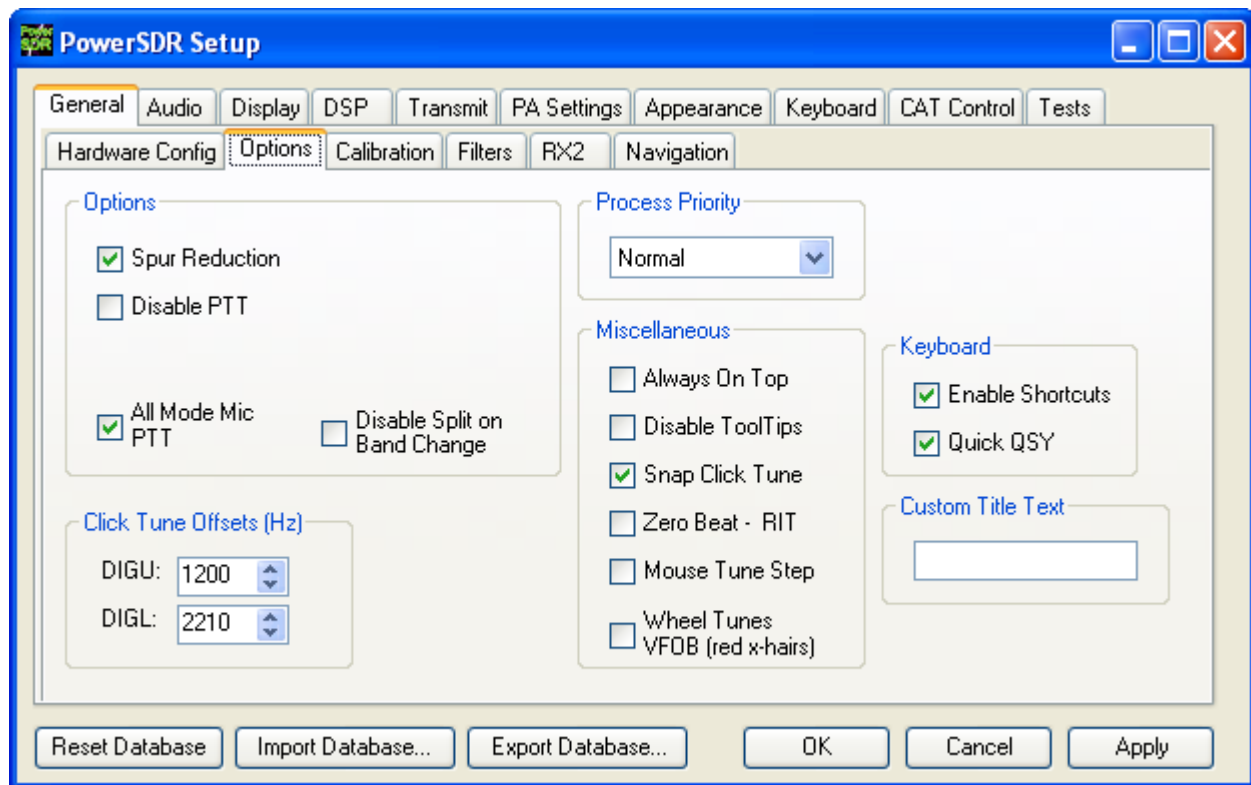 Power SDR
PowerSDR Setup
General Audio Display DSP Transmit PA Settings Appearance Keyboard CAT Control Tests
Hardware Config Options Calibration Filters RX2 Navigation
Options
Spur Reduction
Disable PTT
All Mode Mic
PTT
Disable Split on
Band Change
Click Tune Offsets (Hz)
DIGU: 1200
DIGL: 2210
Process Priority
Normal
Miscellaneous
Always On Top
Disable ToolTips
Snap Click Tune
Zero Beat - RIT
Mouse Tune Step
Wheel Tunes
VFOB (red x-hairs)
Keyboard
Enable Shortcuts
Quick QSY
Custom Title Text
Reset Database Import Database... Export Database... OK Cancel Apply